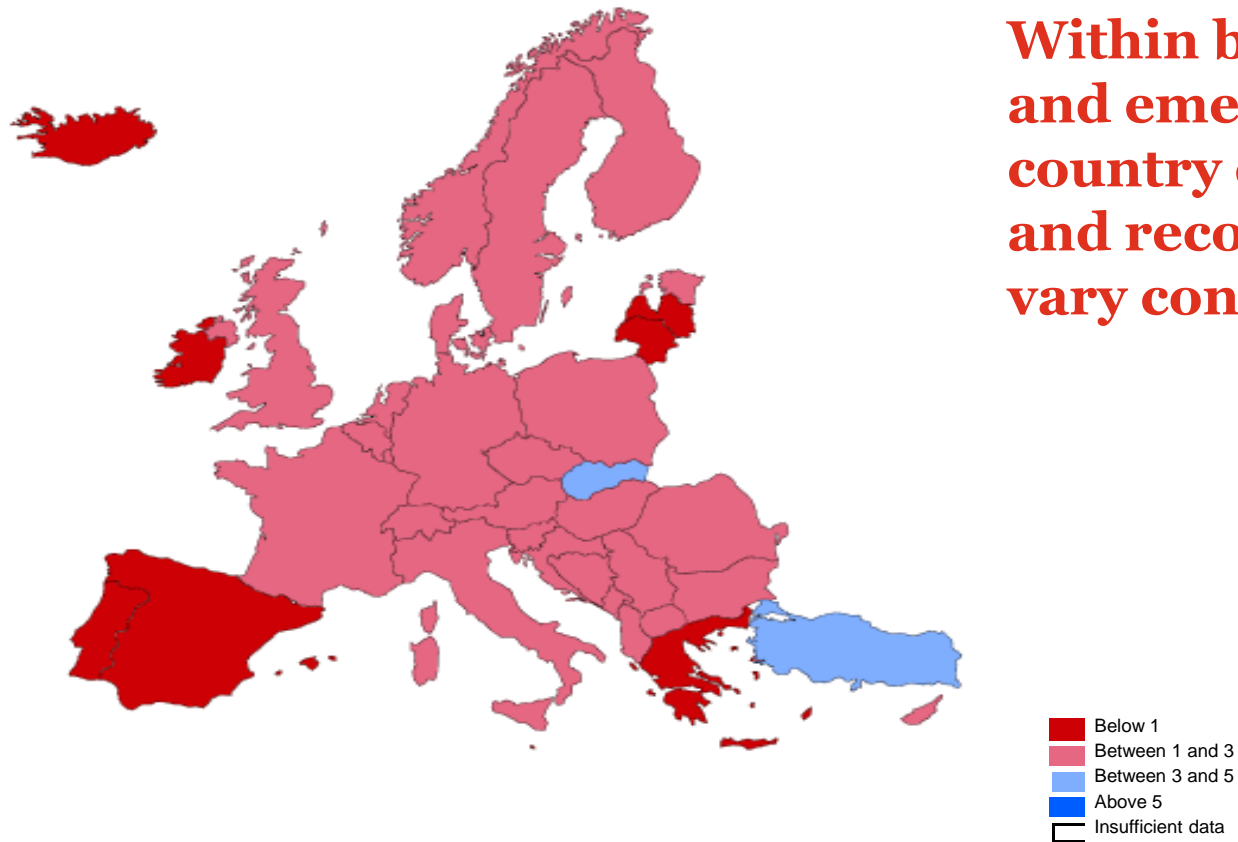 Within b
and eme
country
and reco
vary con
Below 1
Between 1 and 3
Between 3 and 5
Above 5
Insufficient data